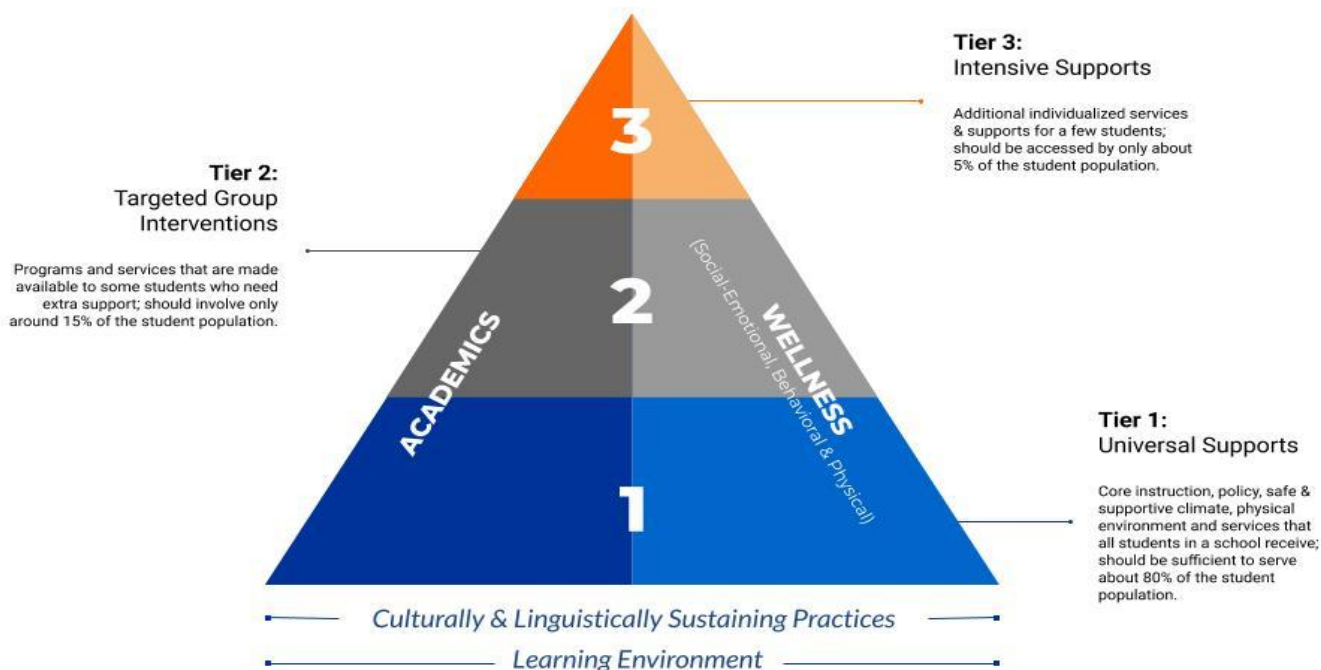 Tier 3:
Intensive Supports
Additional individualized services
& supports for a few students;
should be accessed by only about
5% of the student population.
3
Tier 2:
Targeted Group
Interventions
Programs and services that are made
available to some students who need
extra support; should involve only
around 15% of the student population.
2
ACADEMICS
WELLNESS
(Social-Emotional, Behavioral & Physical)
Tier 1:
Universal Supports
Core instruction, policy, safe &
supportive climate, physical
environment and services that
all students in a school receive;
should be sufficient to serve
about 80% of the student
population.
1
Culturally & Linguistically Sustaining Practices
Learning Environment